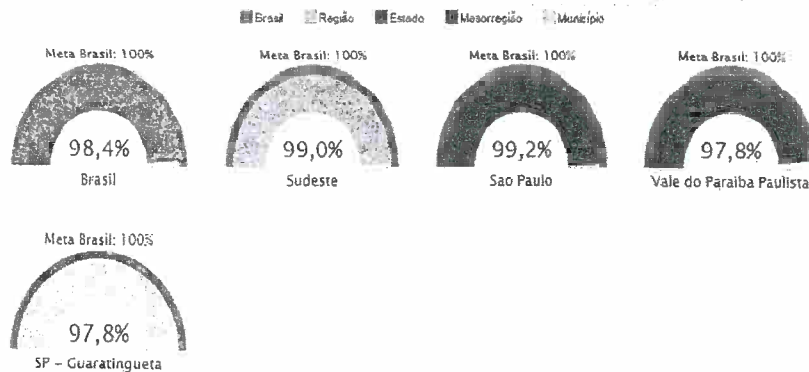 Brasil Região Estado Mesorregião Município
Meta Brasil: 100% Meta Brasil: 100% Meta Brasil: 100% Meta Brasil: 100%
98,4% 99,0% 99,2% 97,8%
Brasil Sudeste Sao Paulo Vale do Paraiba Paulista
Meta Brasil: 100%
97,8%
SP – Guaratingueta